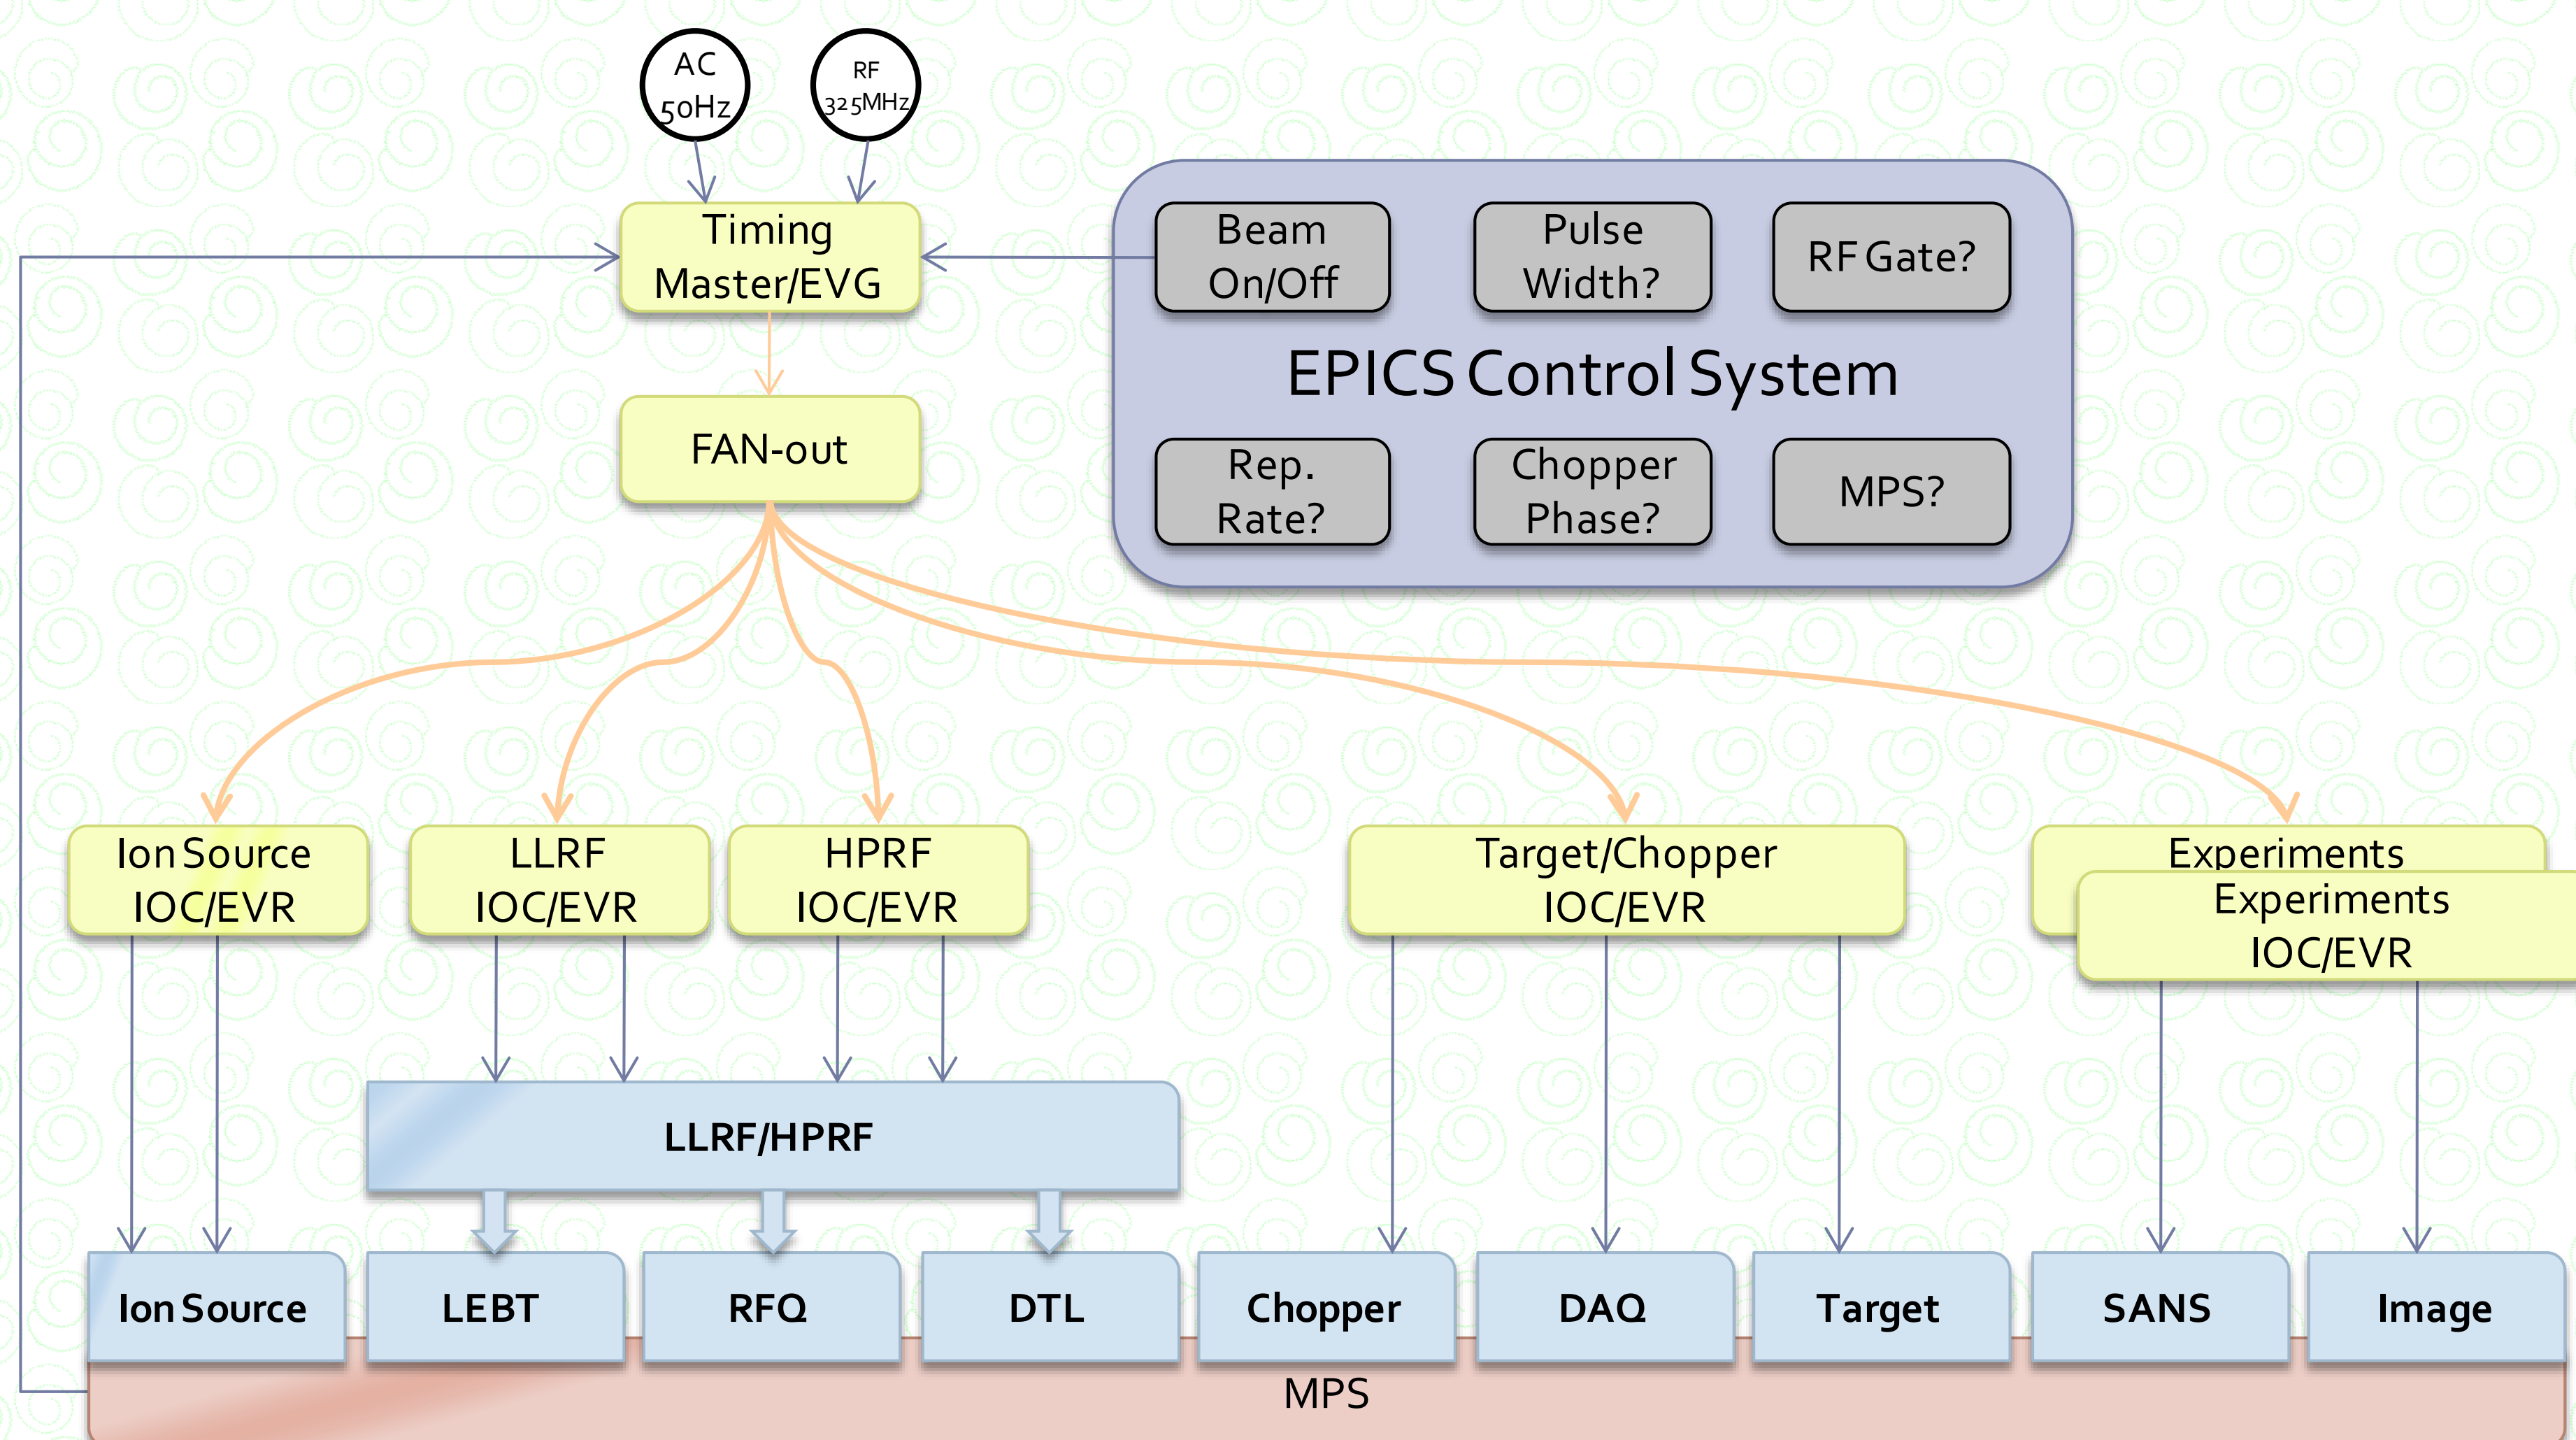 AC
50Hz
RF
325MHz
Timing
Master/EVG
Beam
On/Off
Pulse
Width?
RF Gate?
EPICS Control System
FAN-out
Rep.
Rate?
Chopper
Phase?
MPS?
Ion Source
IOC/EVR
LLRF
IOC/EVR
HPRF
IOC/EVR
Target/Chopper
IOC/EVR
Experiments
Experiments
IOC/EVR
LLRF/HPRF
Ion Source
LEBT
RFQ
DTL
Chopper
DAQ
Target
SANS
Image
MPS